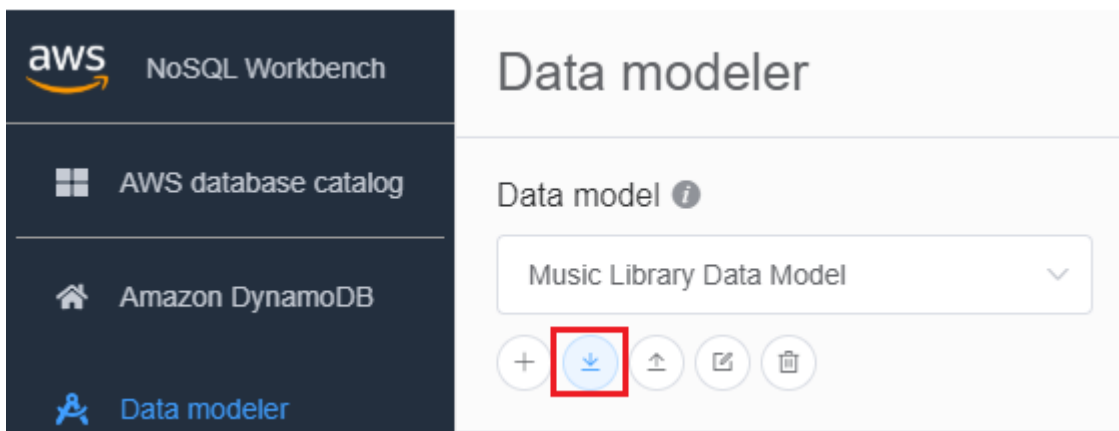 aws
NoSQL Workbench
AWS database catalog
Amazon DynamoDB
Data modeler
Data modeler
Data model i
Music Library Data Model